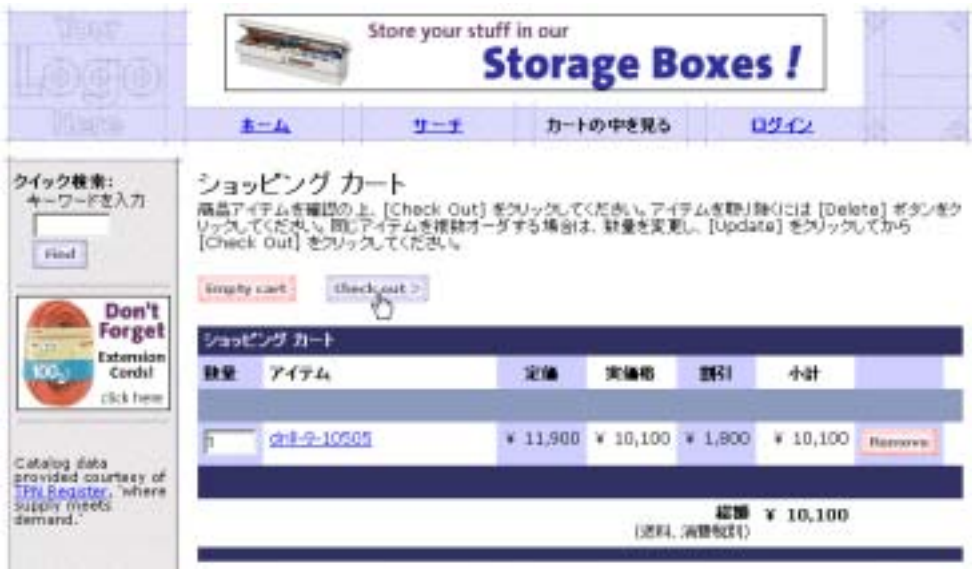 Your
Logo
Here
Store your stuff in our
Storage Boxes !
ホーム
サーチ
カートの中を見る
ログイン
クイック検索:
キーワードを入力
Find
Don't
Forget
Extension
Cords!
click here
Catalog data
provided courtesy of
TPN Register, "where
supply meets
demand."
ショッピング カート
商品アイテムを確認の上、[Check Out] をクリックしてください。アイテムを取り除くには [Delete] ボタンをク
リックしてください。同じアイテムを複数オーダする場合は、数量を変更し、[Update] をクリックしてから
[Check Out] をクリックしてください。
Empty cart
Check out >
ショッピング カート
数量 アイテム 定価 実価格 割引 小計
1 drill-9-10505 ¥ 11,900 ¥ 10,100 ¥ 1,800 ¥ 10,100 Remove
総額 ¥ 10,100
(送料、消費税別)